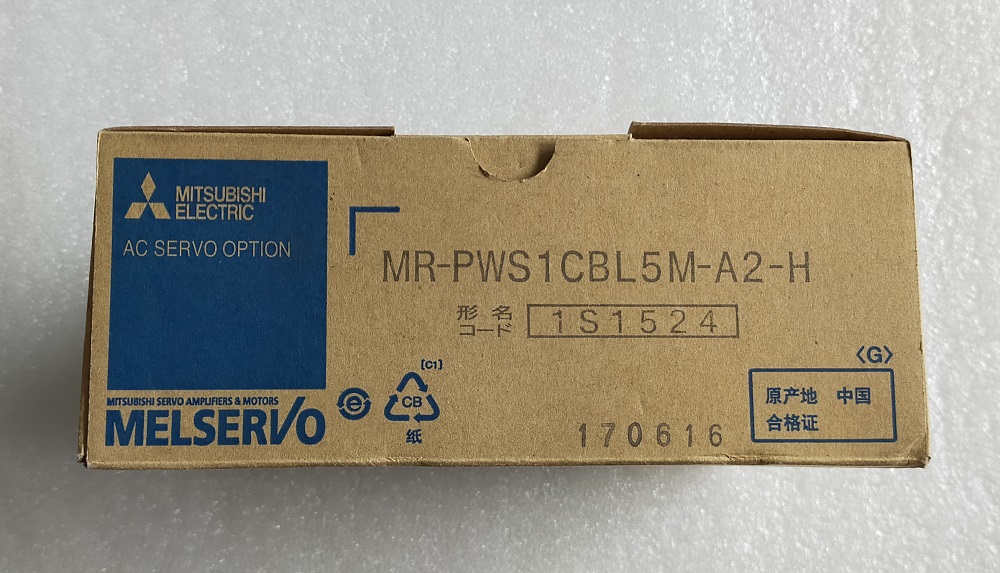 MITSUBISHI
ELECTRIC
AC SERVO OPTION
MR-PWS1CBL5M-A2-H
形名
コード
1S1524
MITSUBISHI SERVO AMPLIFIERS & MOTORS
MELSERVO
e
[C1]
CB
纸
170616
〈G〉
原产地 中国
合格证